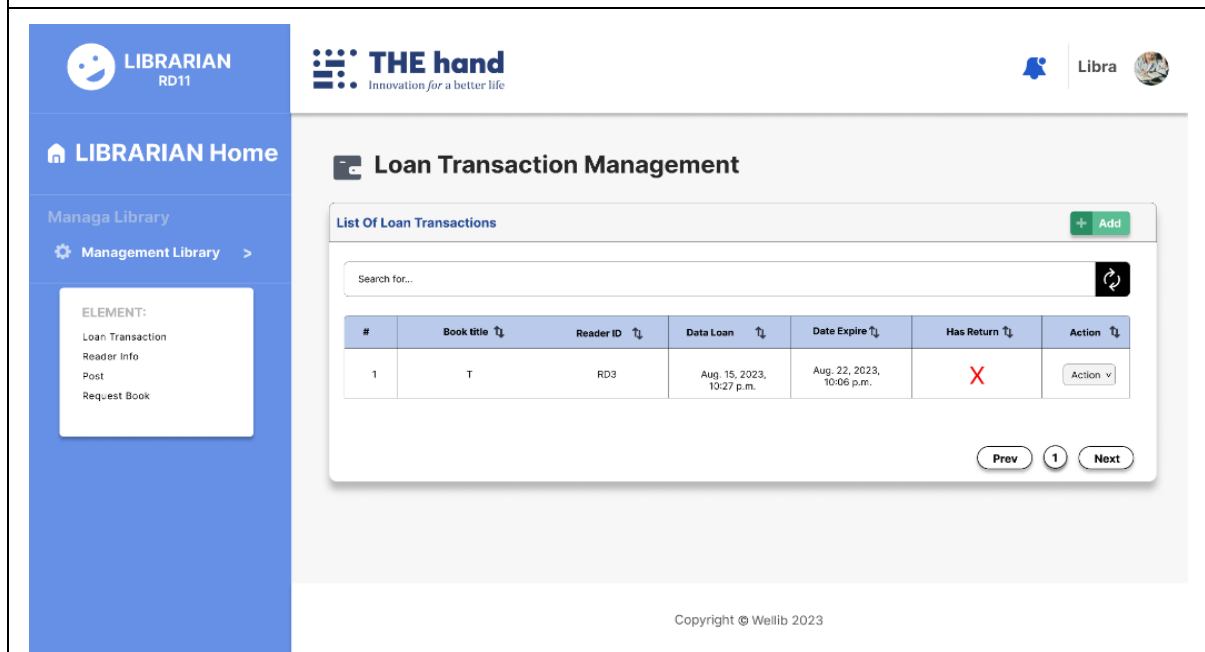 LIBRARIAN
RD11
THE hand
Innovation for a better life
Libra
LIBRARIAN Home
Loan Transaction Management
Managa Library
Management Library >
List Of Loan Transactions
+ Add
Search for...
ELEMENT:
Loan Transaction
Reader Info
Post
Request Book
# Book title Reader ID Data Loan Date Expire Has Return Action
1 T RD3 Aug. 15, 2023, Aug. 22, 2023, X Action v
10:27 p.m. 10:06 p.m.
Prev 1 Next
Copyright © Wellib 2023